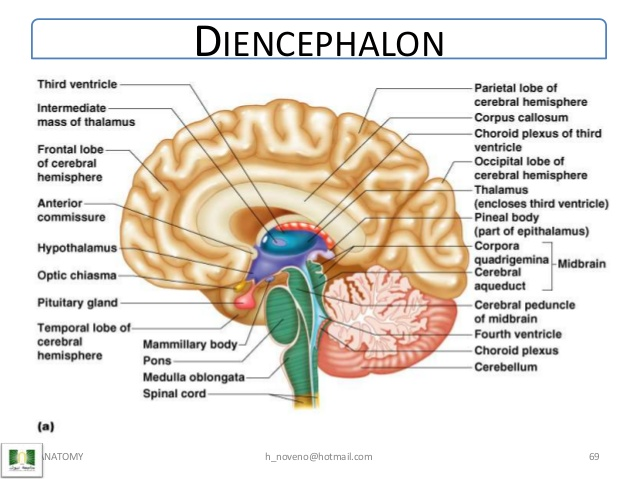 DIENCEPHALON
Third ventricle
Intermediate
mass of thalamus
Frontal lobe
of cerebral
hemisphere
Anterior
commissure
Hypothalamus
Optic chiasma
Pituitary gland
Temporal lobe of
cerebral
hemisphere
Mammillary body
Pons
Medulla oblongata
Spinal cord
Parietal lobe of
cerebral hemisphere
Corpus callosum
Choroid plexus of third
ventricle
Occipital lobe of
cerebral hemisphere
Thalamus
(encloses third ventricle)
Pineal body
(part of epithalamus)
Corpora
quadrigemina
Cerebral
aqueduct
Midbrain
Cerebral peduncle
of midbrain
Fourth ventricle
Choroid plexus
Cerebellum
(a)
ANATOMY
h_noveno@hotmail.com
69